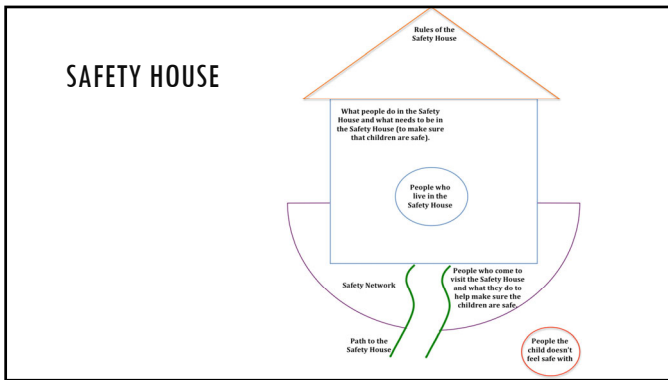 SAFETY HOUSE
Rules of the
Safety House
What people do in the Safety
House and what needs to be in
the Safety House (to make sure
that children are safe).
People who
live in the
Safety House
Safety Network
People who come to
visit the Safety House
and what they do to
help make sure the
children are safe.
Path to the
Safety House
People the
child doesn't
feel safe with